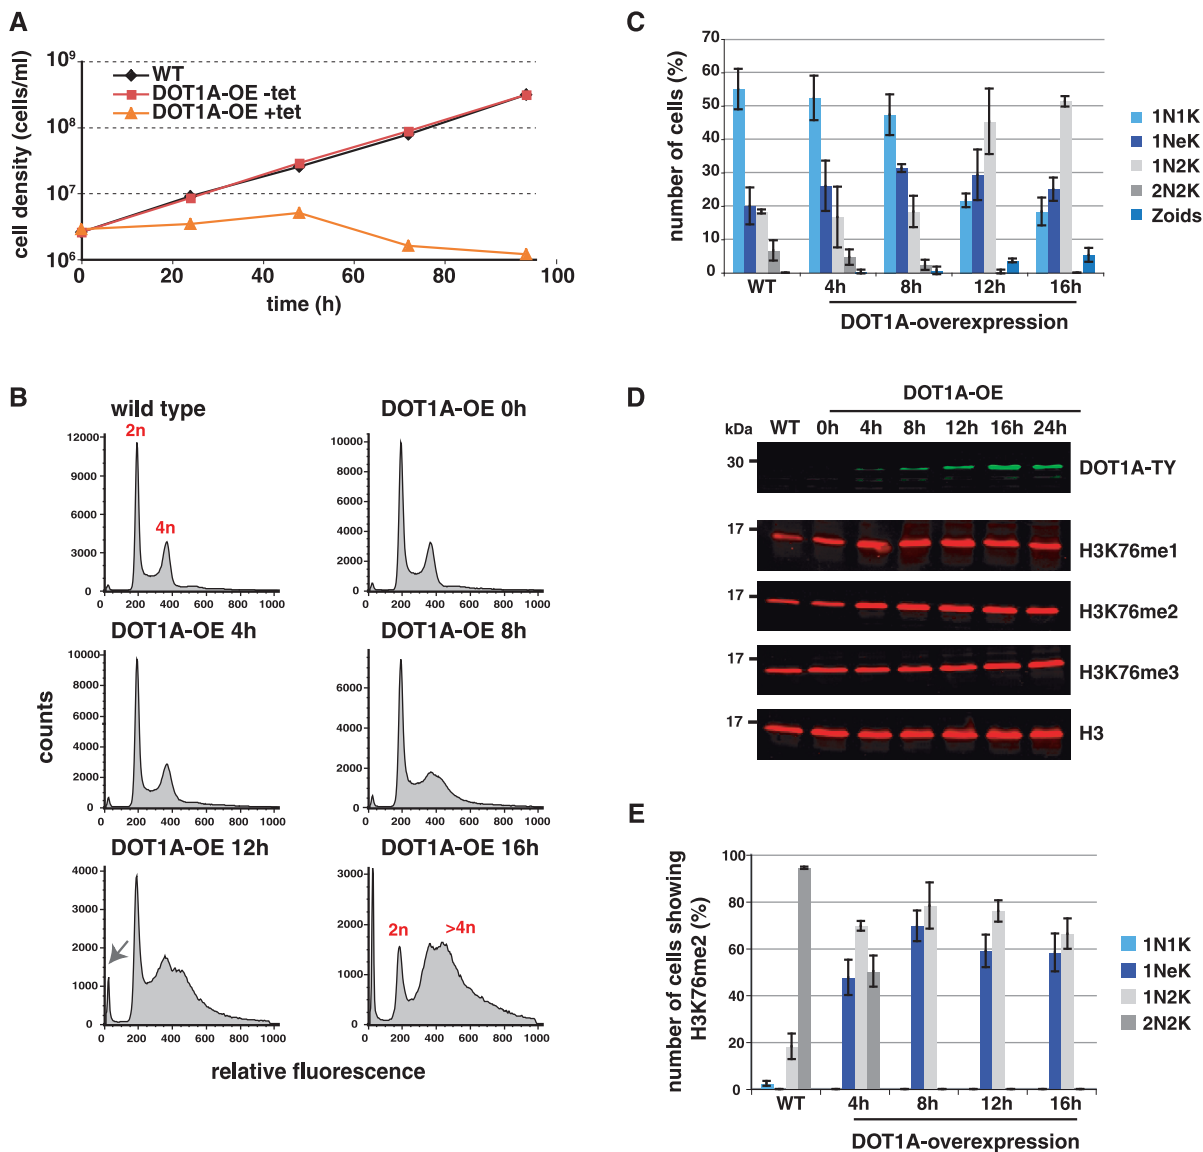 A
10⁹
10⁸
10⁷
10⁶
cell density (cells/ml)
WT
DOT1A-OE -tet
DOT1A-OE +tet
0 20 40 60 80 100
time (h)
C
number of cells (%)
70
60
50
40
30
20
10
0
WT 4h 8h 12h 16h
DOT1A-overexpression
1N1K
1NeK
1N2K
2N2K
Zoids
B
wild type
2n
4n
12000
9000
6000
3000
0
0 200 400 600 800 1000
DOT1A-OE 0h
10000
8000
6000
4000
2000
0
0 200 400 600 800 1000
DOT1A-OE 4h
10000
8000
6000
4000
2000
0
0 200 400 600 800 1000
DOT1A-OE 8h
6000
4000
2000
0
0 200 400 600 800 1000
DOT1A-OE 12h
4000
3000
2000
1000
0
0 200 400 600 800 1000
DOT1A-OE 16h
2n
>4n
3000
2000
1000
0
0 200 400 600 800 1000
counts
relative fluorescence
D
DOT1A-OE
kDa WT 0h 4h 8h 12h 16h 24h
30 DOT1A-TY
17 H3K76me1
17 H3K76me2
17 H3K76me3
17 H3
E
number of cells showing
H3K76me2 (%)
100
80
60
40
20
0
WT 4h 8h 12h 16h
DOT1A-overexpression
1N1K
1NeK
1N2K
2N2K